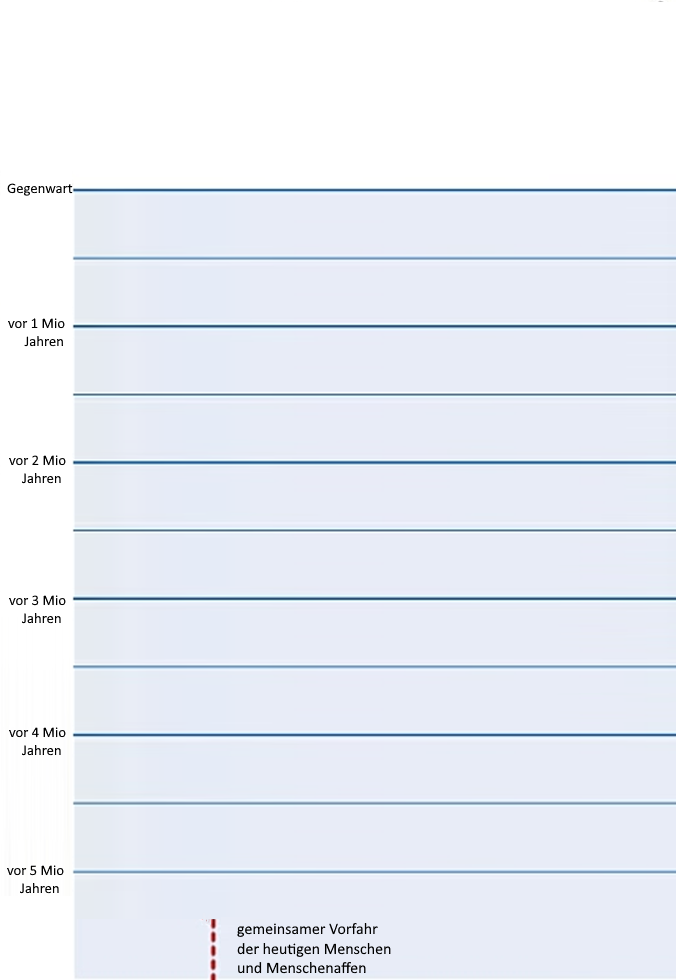 Gegenwart
vor 1 Mio
Jahren
vor 2 Mio
Jahren
vor 3 Mio
Jahren
vor 4 Mio
Jahren
vor 5 Mio
Jahren
gemeinsamer Vorfahr
der heutigen Menschen
und Menschenaffen